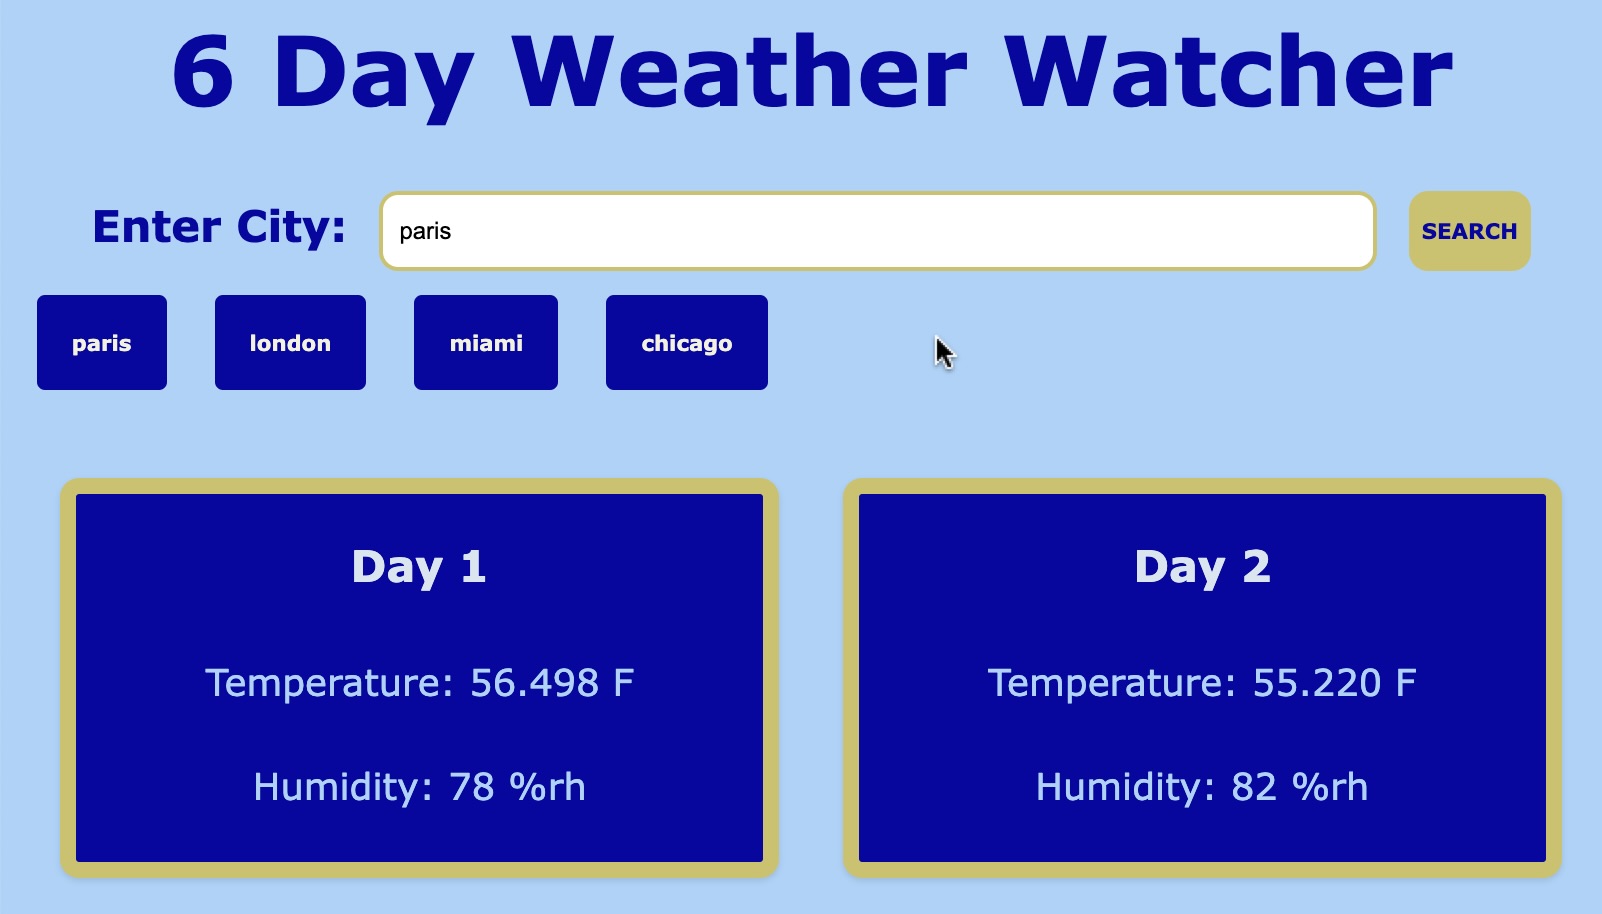 6 Day Weather Watcher
Enter City: paris SEARCH
paris london miami chicago
Day 1
Temperature: 56.498 F
Humidity: 78 %rh
Day 2
Temperature: 55.220 F
Humidity: 82 %rh